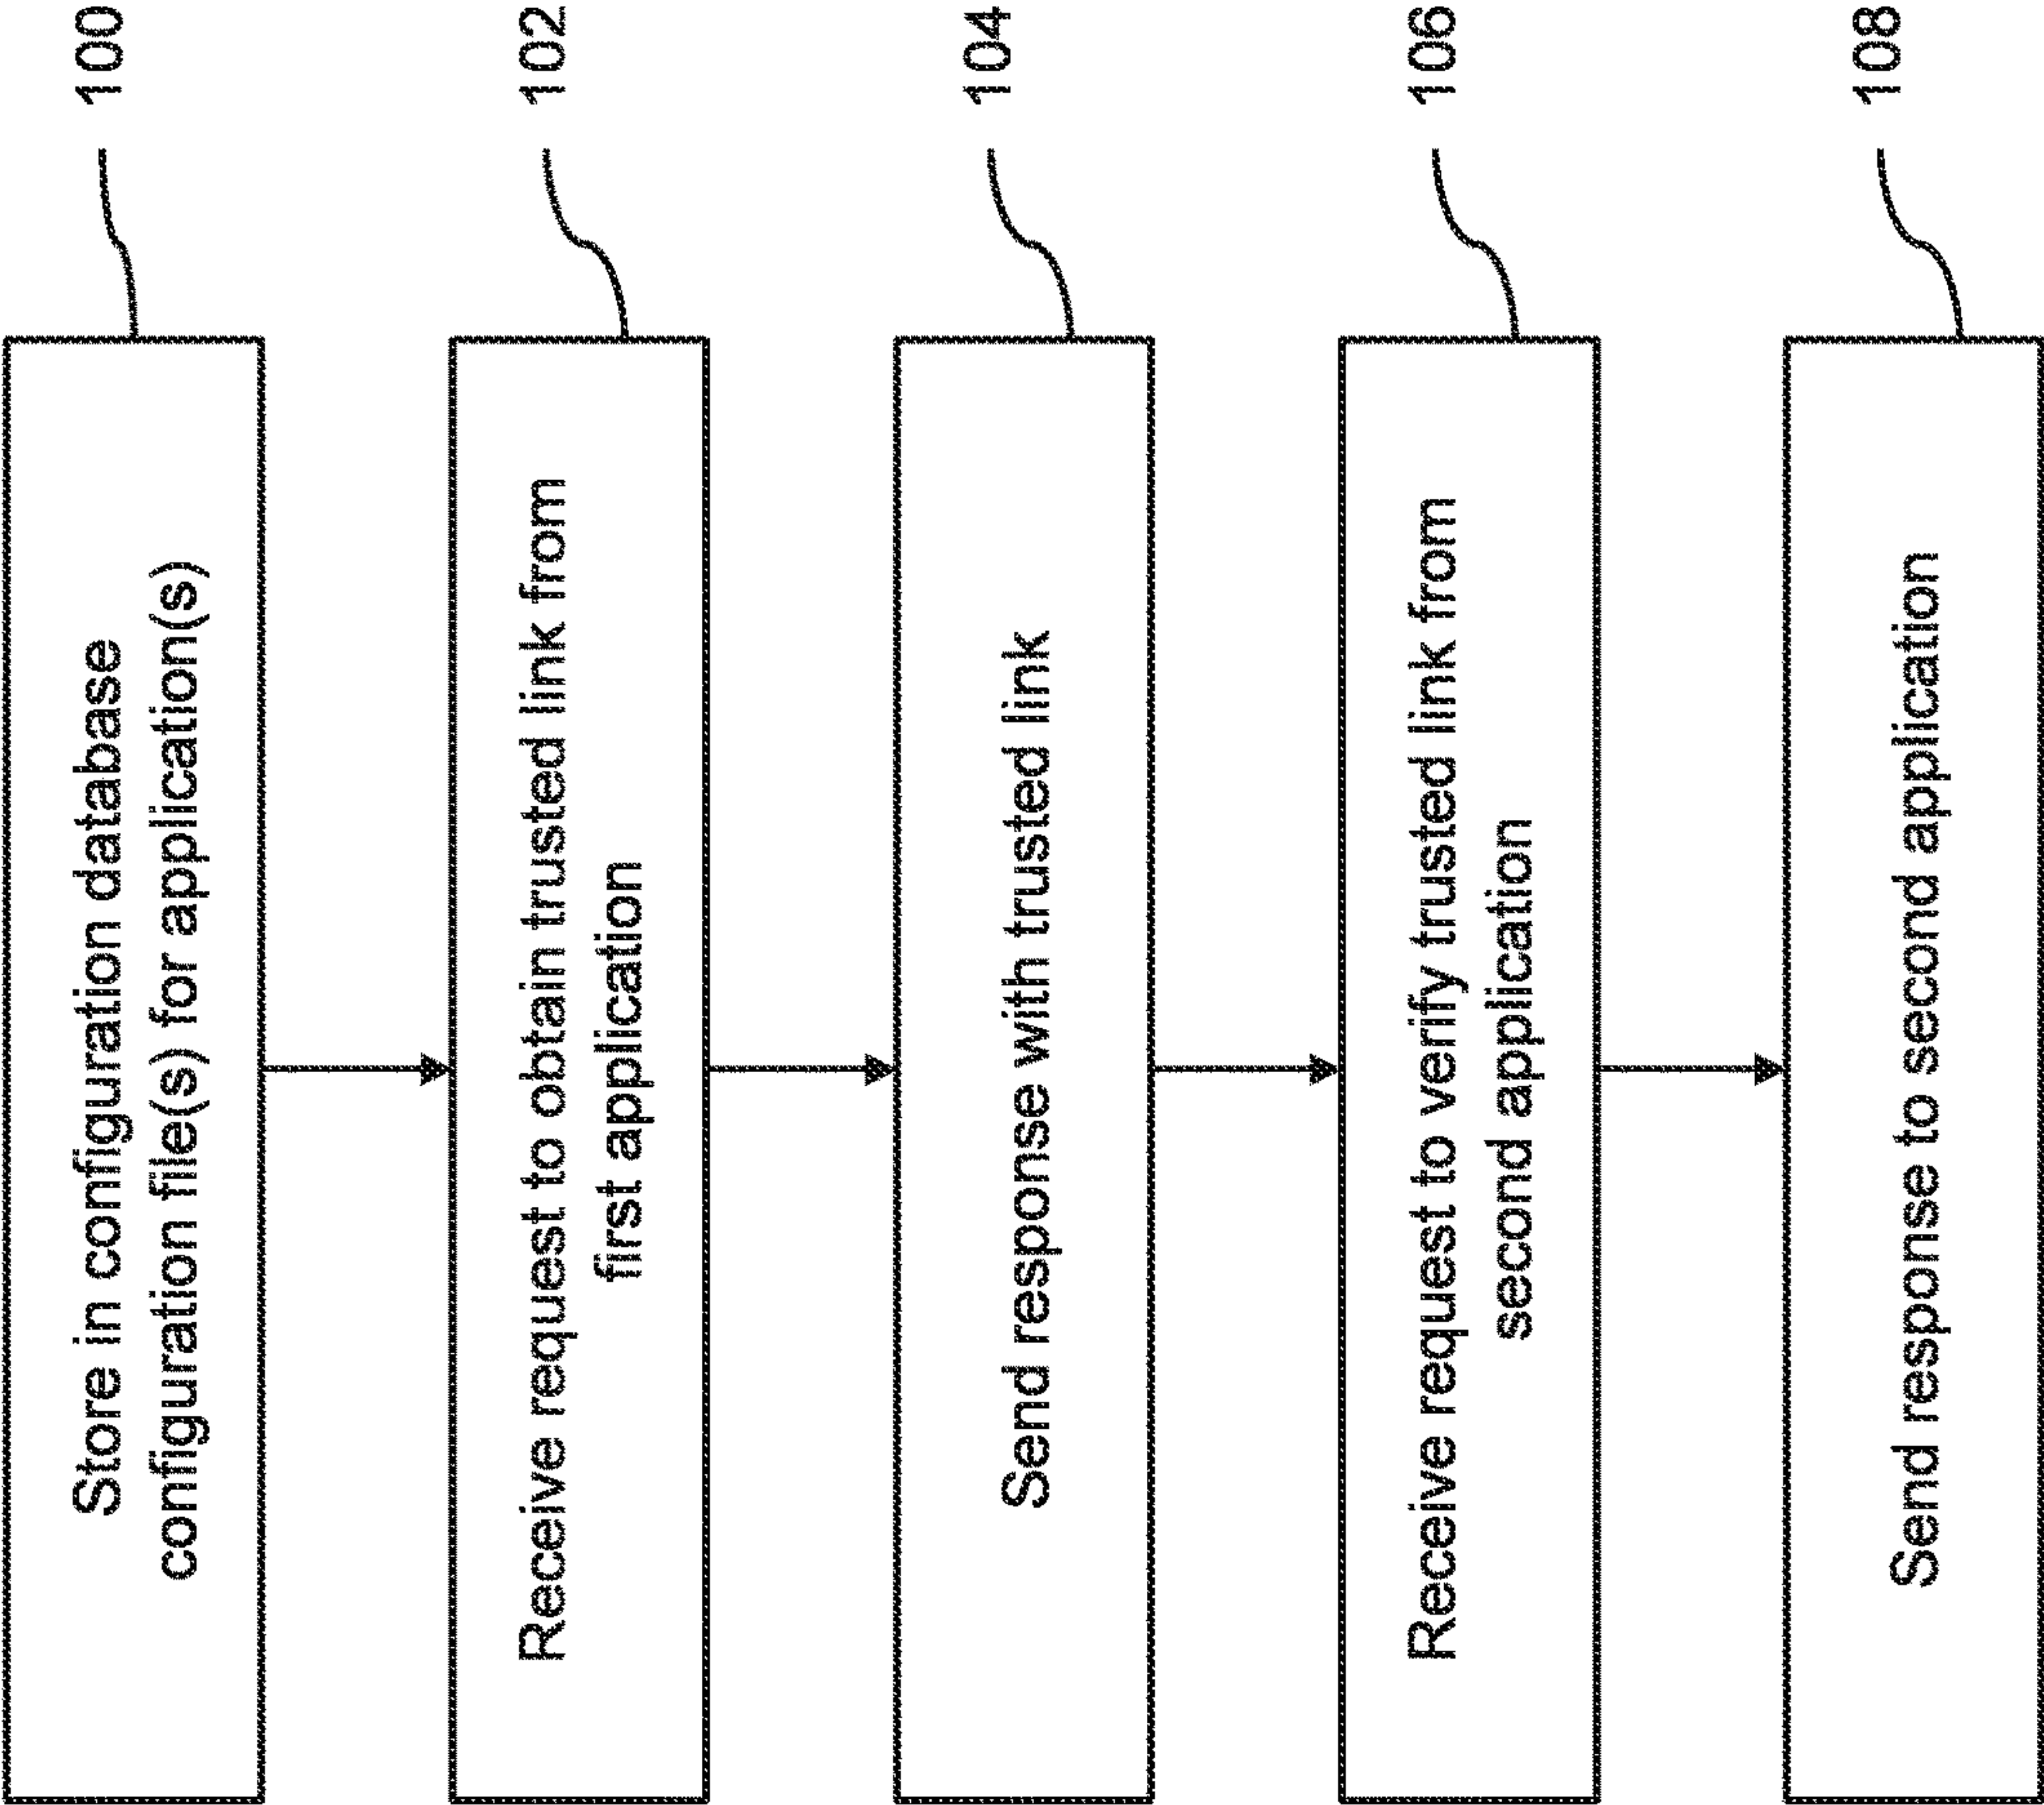 Store in configuration database
configuration file(s) for application(s)
100
Receive request to obtain trusted link from
first application
102
Send response with trusted link
104
Receive request to verify trusted link from
second application
106
Send response to second application
108